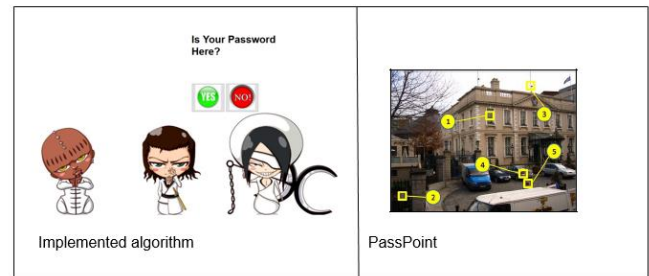 Is Your Password
Here?
YES
NO!
1
3
5
4
2
Implemented algorithm
PassPoint